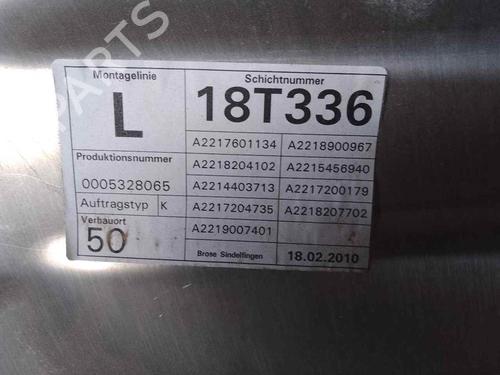 PARTS
Montagelinie
L
Schichtnummer
18T336
Produktionsnummer
0005328065
Auftragstyp K
Verbauort
50
A2217601134 A2218900967
A2218204102 A2215456940
A2214403713 A2217200179
A2217204735 A2218207702
A2219007401
Brose Sindelfingen 18.02.2010